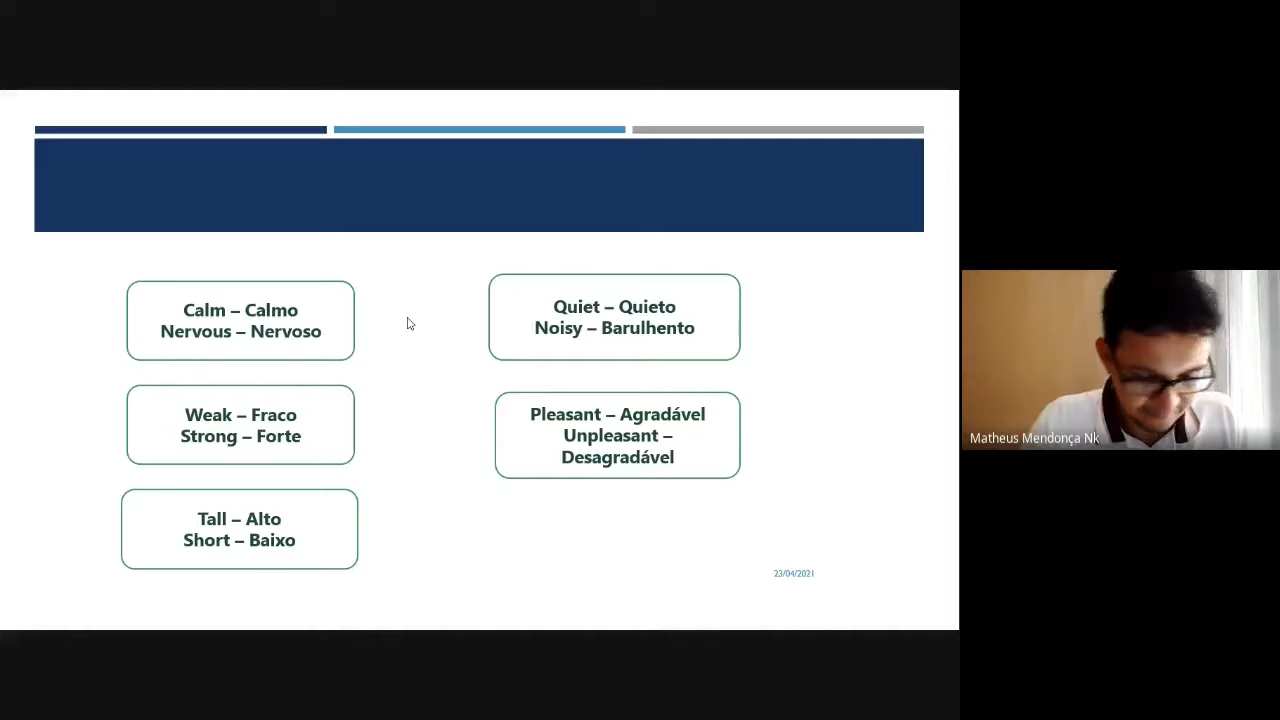 Calm – Calmo
Nervous – Nervoso
Weak – Fraco
Strong – Forte
Tall – Alto
Short – Baixo
Quiet – Quieto
Noisy – Barulhento
Pleasant – Agradável
Unpleasant –
Desagradável
23/04/2021
Matheus Mendonça Nk